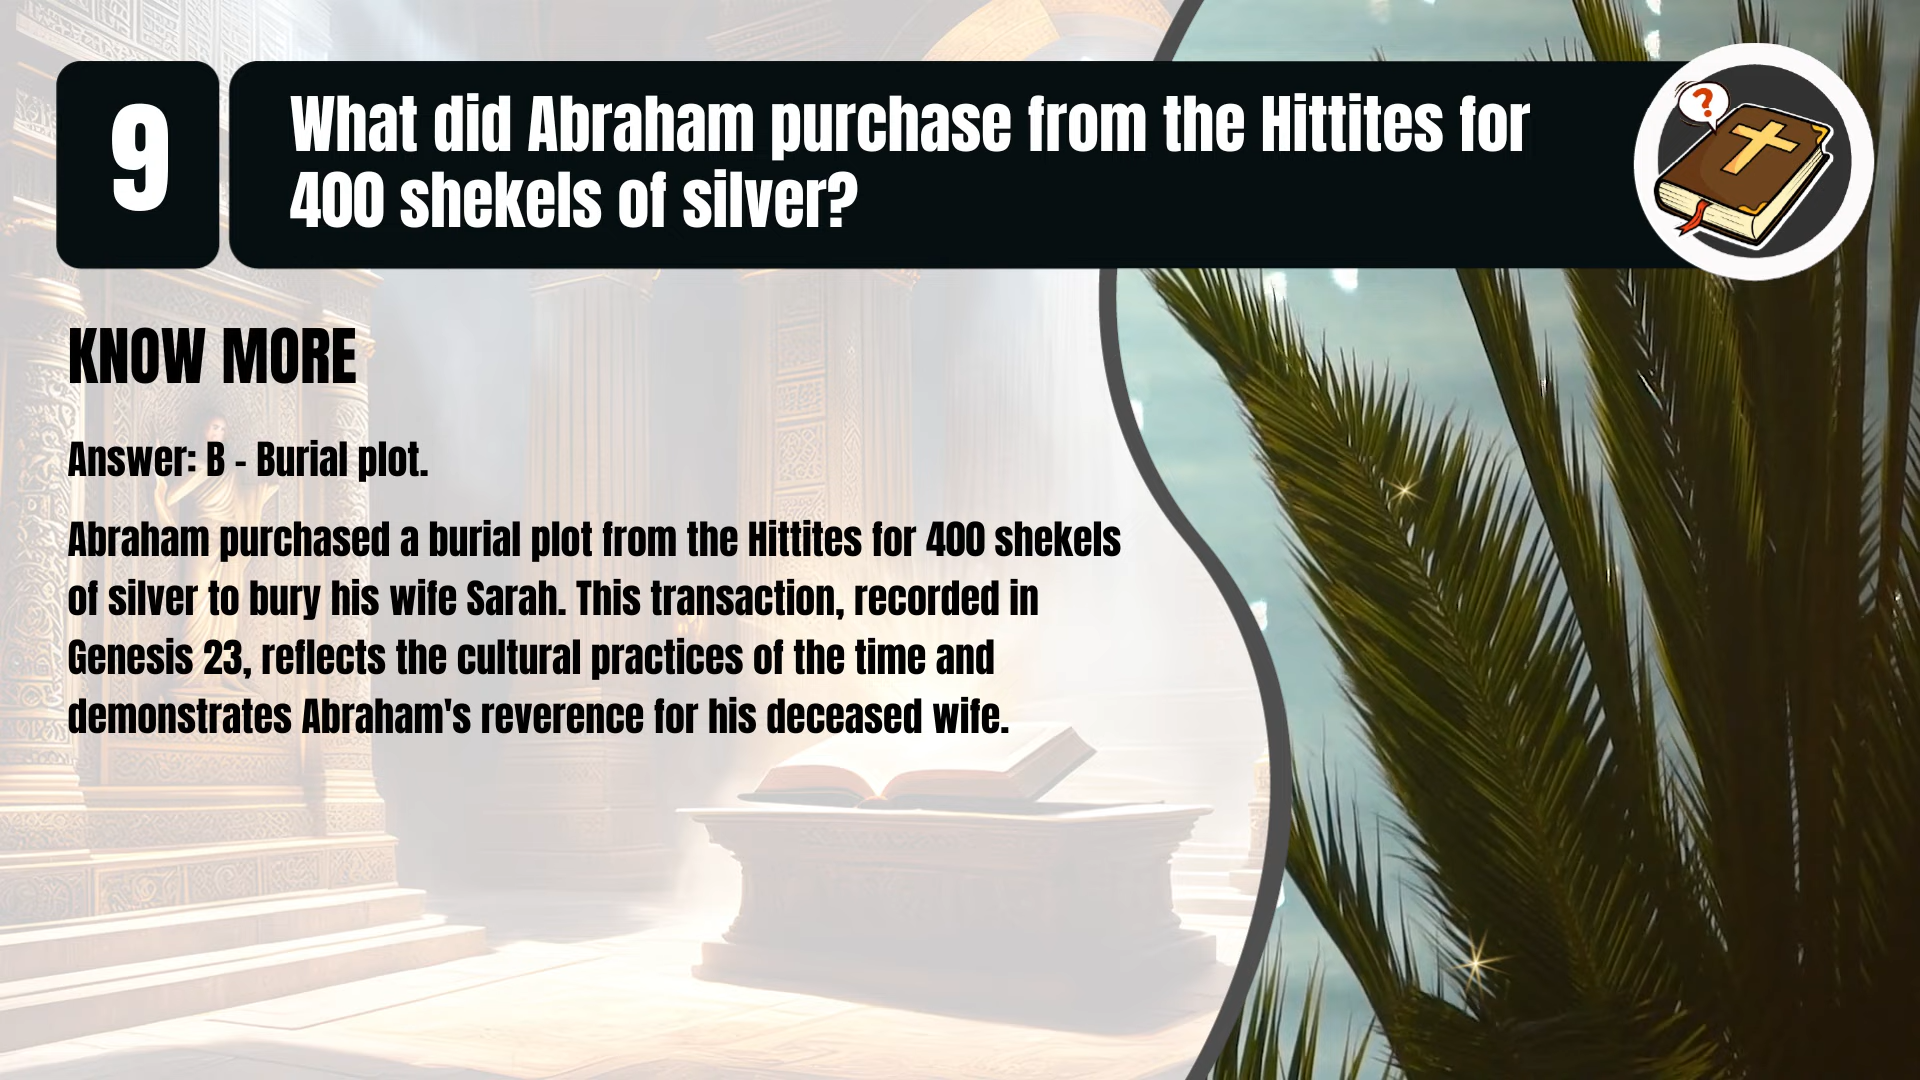 9
What did Abraham purchase from the Hittites for
400 shekels of silver?
?
KNOW MORE
Answer: B - Burial plot.
Abraham purchased a burial plot from the Hittites for 400 shekels
of silver to bury his wife Sarah. This transaction, recorded in
Genesis 23, reflects the cultural practices of the time and
demonstrates Abraham's reverence for his deceased wife.